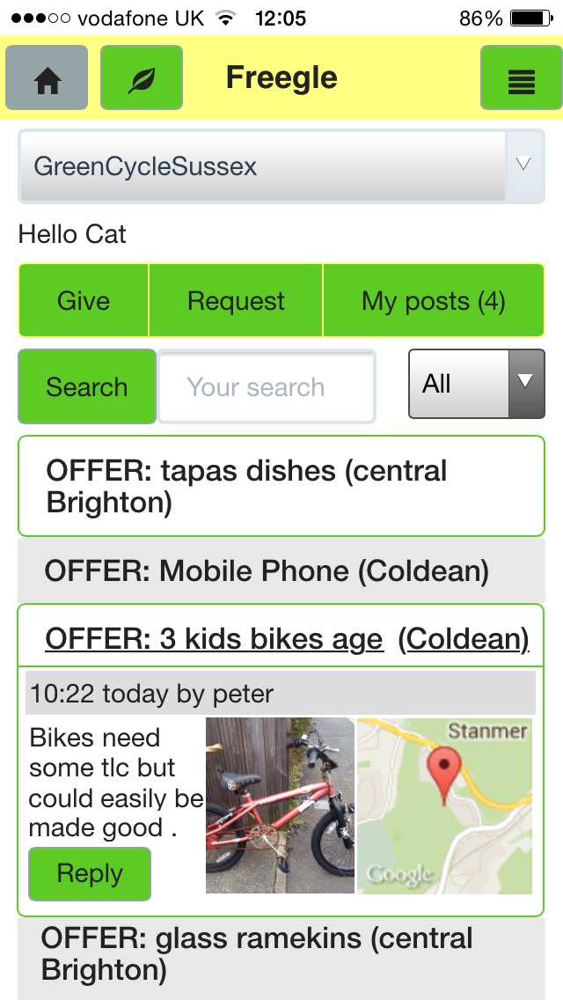 ●●●○○ vodafone UK 12:05 86%
Freegle
GreenCycleSussex
Hello Cat
Give Request My posts (4)
Search Your search All
OFFER: tapas dishes (central
Brighton)
OFFER: Mobile Phone (Coldean)
OFFER: 3 kids bikes age (Coldean)
10:22 today by peter
Bikes need
some tlc but
could easily be
made good .
Stanmer
Google
Reply
OFFER: glass ramekins (central
Brighton)